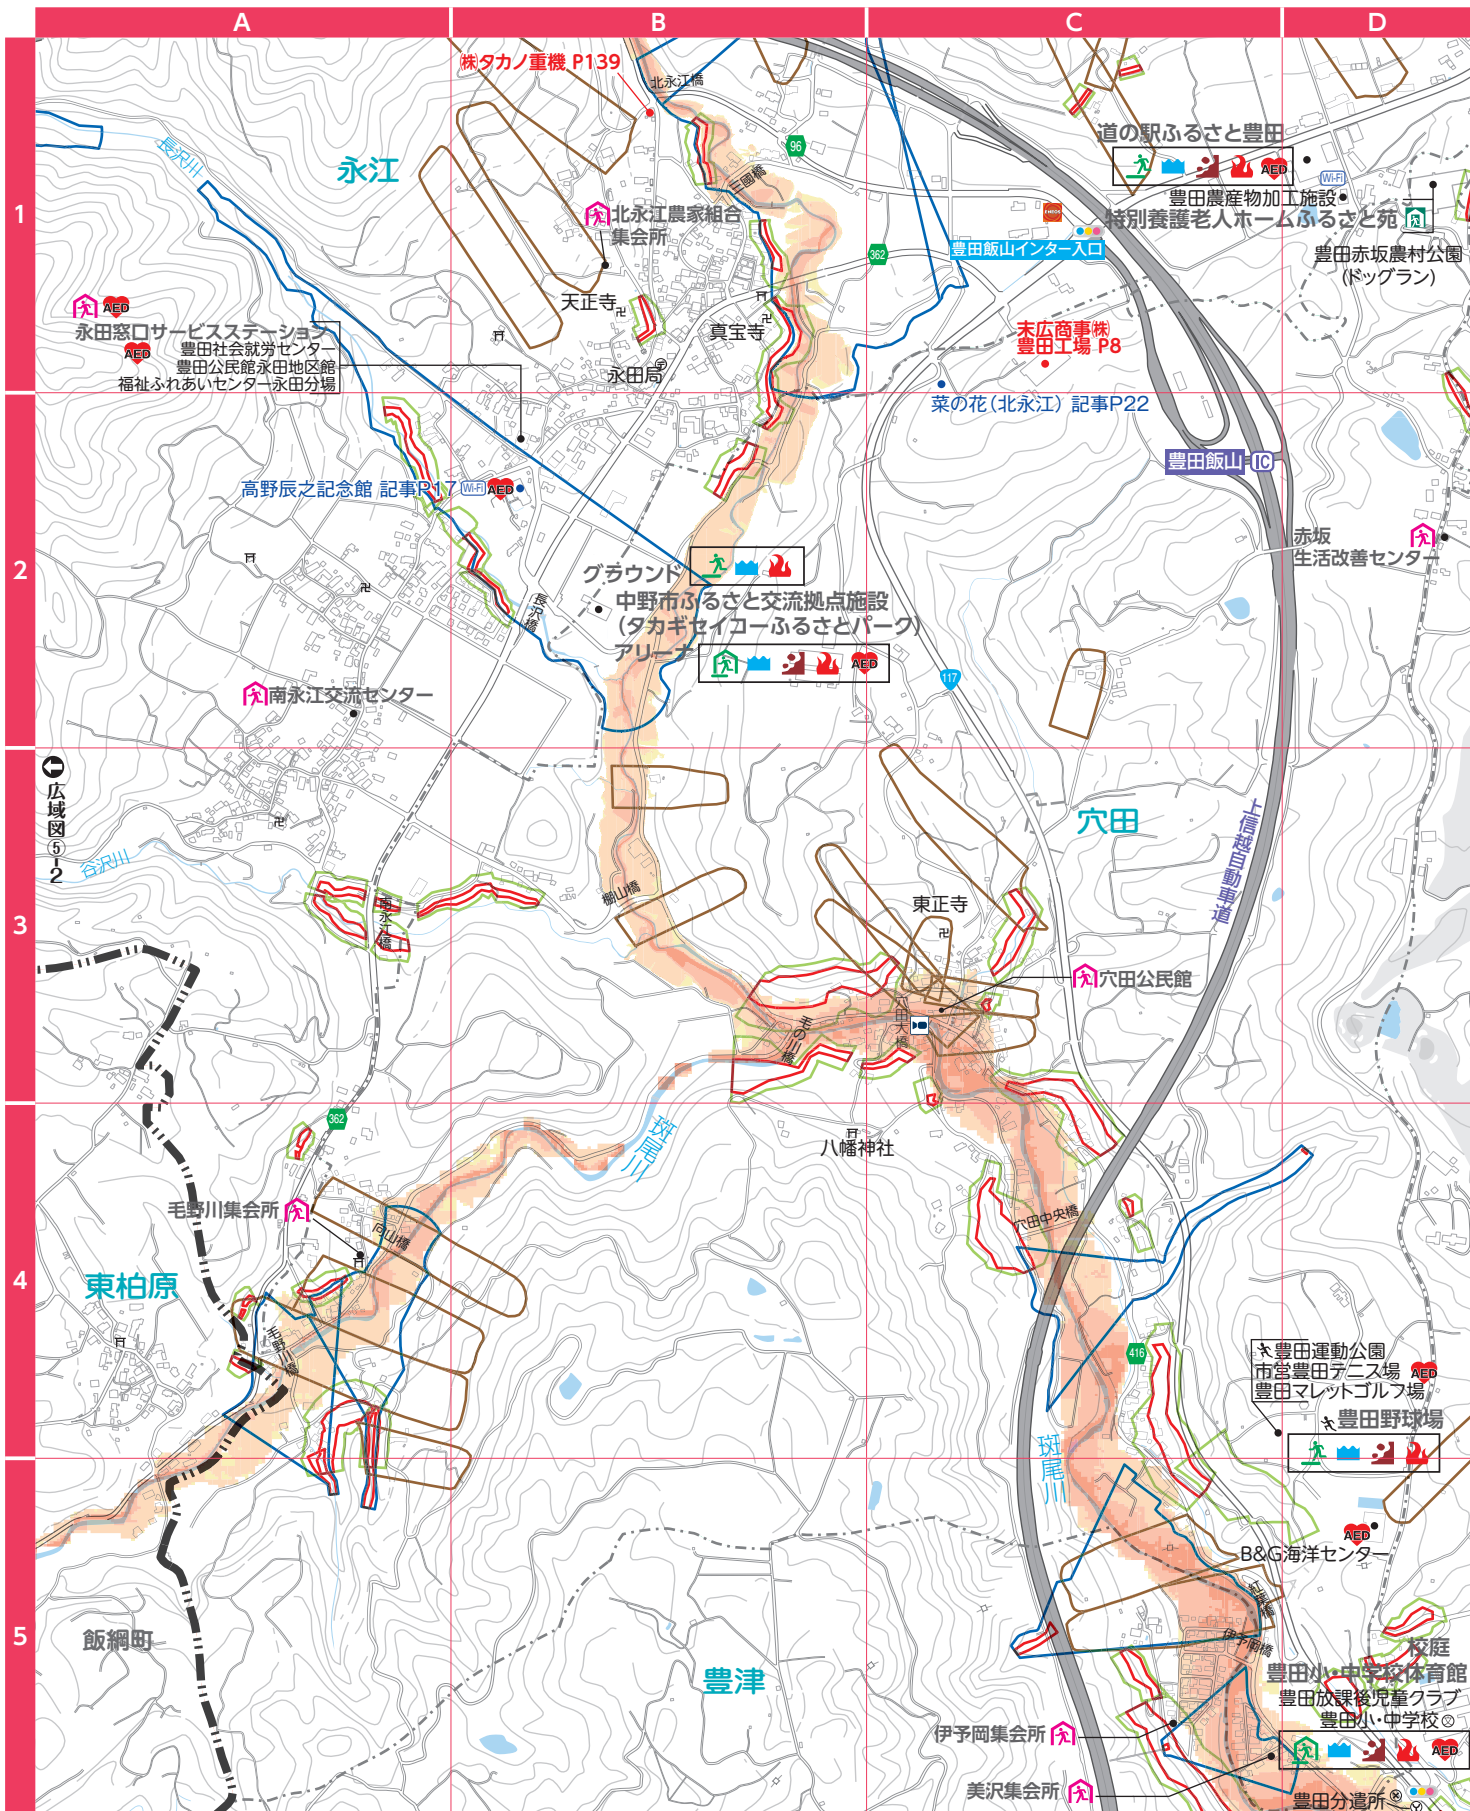 A
B
C
D
1
2
3
4
5
㈱タカノ重機 P139
北永江橋
96
三國橋
長沢川
永江
北永江農家組合
集会所
天正寺
真宝寺
永田局
362
道の駅ふるさと豊田
AED
Wi-Fi
豊田農産物加工施設
特別養護老人ホームふるさと苑
ENEOS
豊田飯山インター入口
豊田赤坂農村公園
(ドッグラン)
末広商事㈱
豊田工場 P8
菜の花(北永江) 記事P22
AED
永田窓口サービスステーション
AED
豊田社会就労センター
豊田公民館永田地区館
福祉ふれあいセンター永田分場
高野辰之記念館 記事P17
Wi-Fi
AED
豊田飯山 IC
赤坂
生活改善センター
長沢橋
グラウンド
中野市ふるさと交流拠点施設
(タカギセイコーふるさとパーク)
アリーナ
AED
117
南永江交流センター
広域図⑤-2
谷沢川
南永江橋
棚山橋
穴田
上信越自動車道
東正寺
穴田公民館
穴田大橋
毛の川橋
斑尾川
八幡神社
362
毛野川集会所
向山橋
東柏原
毛野川橋
穴田中央橋
416
豊田運動公園
市営豊田テニス場
豊田マレットゴルフ場
AED
豊田野球場
斑尾川
AED
B&G海洋センター
飯綱町
豊津
伊予岡橋
校庭
豊田小・中学校体育館
豊田放課後児童クラブ
豊田小・中学校
AED
伊予岡集会所
美沢集会所
豊田分遣所